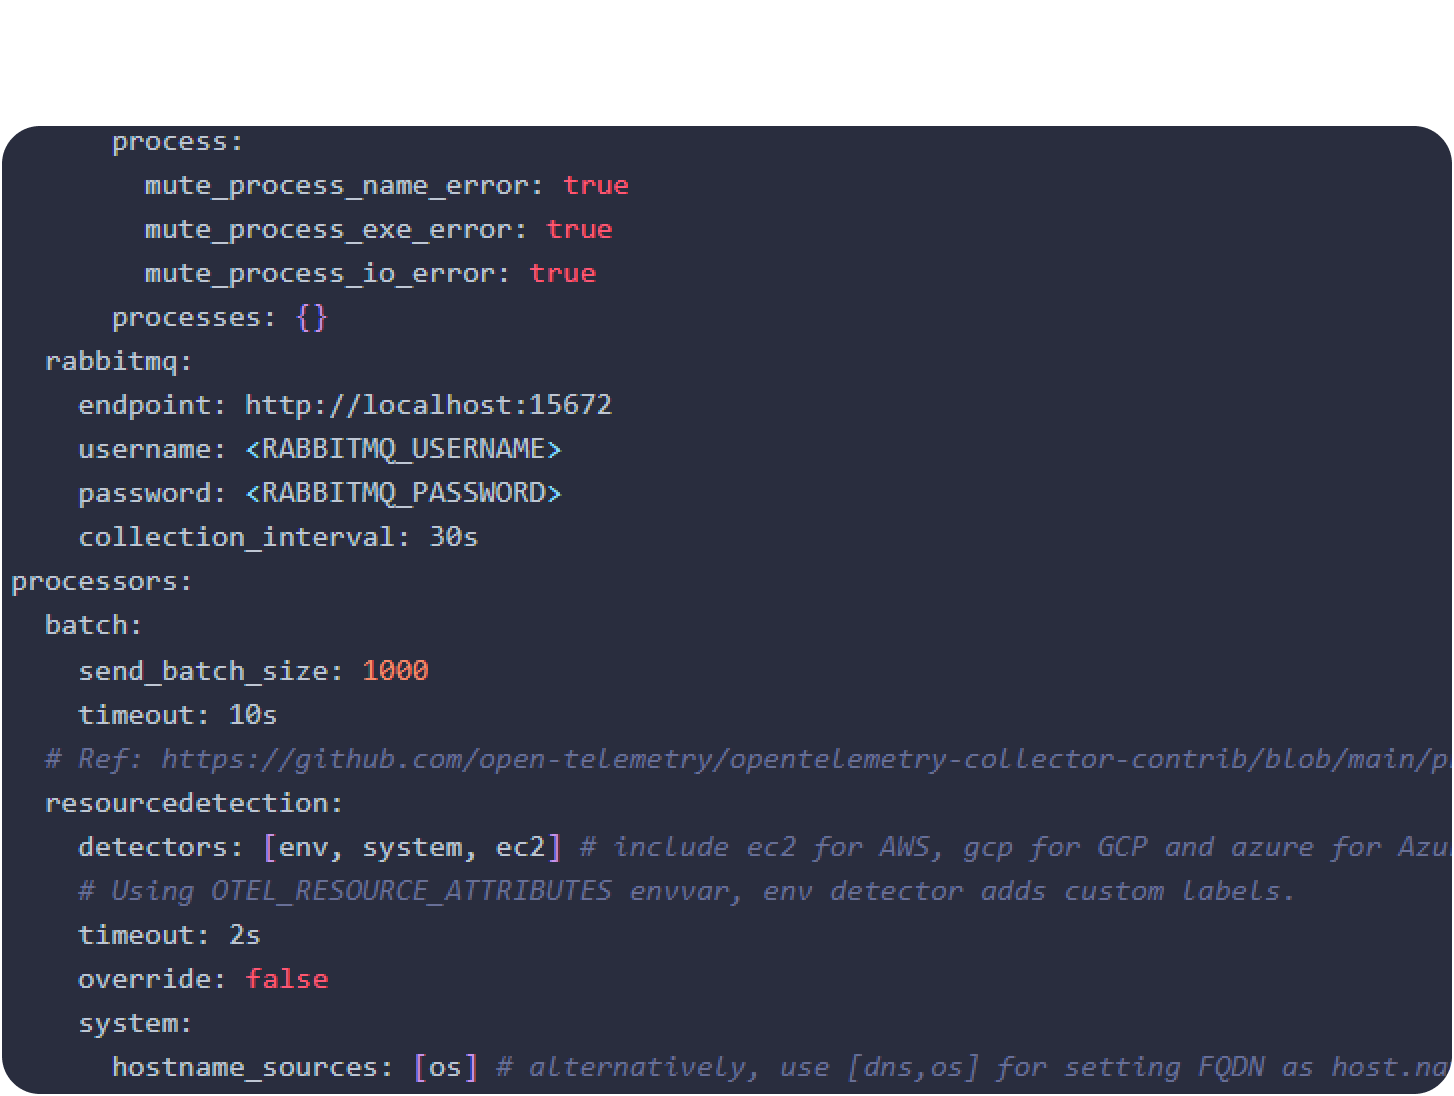 process:
mute_process_name_error: true
mute_process_exe_error: true
mute_process_io_error: true
processes: {}
rabbitmq:
endpoint: http://localhost:15672
username: <RABBITMQ_USERNAME>
password: <RABBITMQ_PASSWORD>
collection_interval: 30s
processors:
batch:
send_batch_size: 1000
timeout: 10s
# Ref: https://github.com/open-telemetry/opentelemetry-collector-contrib/blob/main/p
resourcedetection:
detectors: [env, system, ec2] # include ec2 for AWS, gcp for GCP and azure for Azu
# Using OTEL_RESOURCE_ATTRIBUTES envvar, env detector adds custom labels.
timeout: 2s
override: false
system:
hostname_sources: [os] # alternatively, use [dns,os] for setting FQDN as host.na